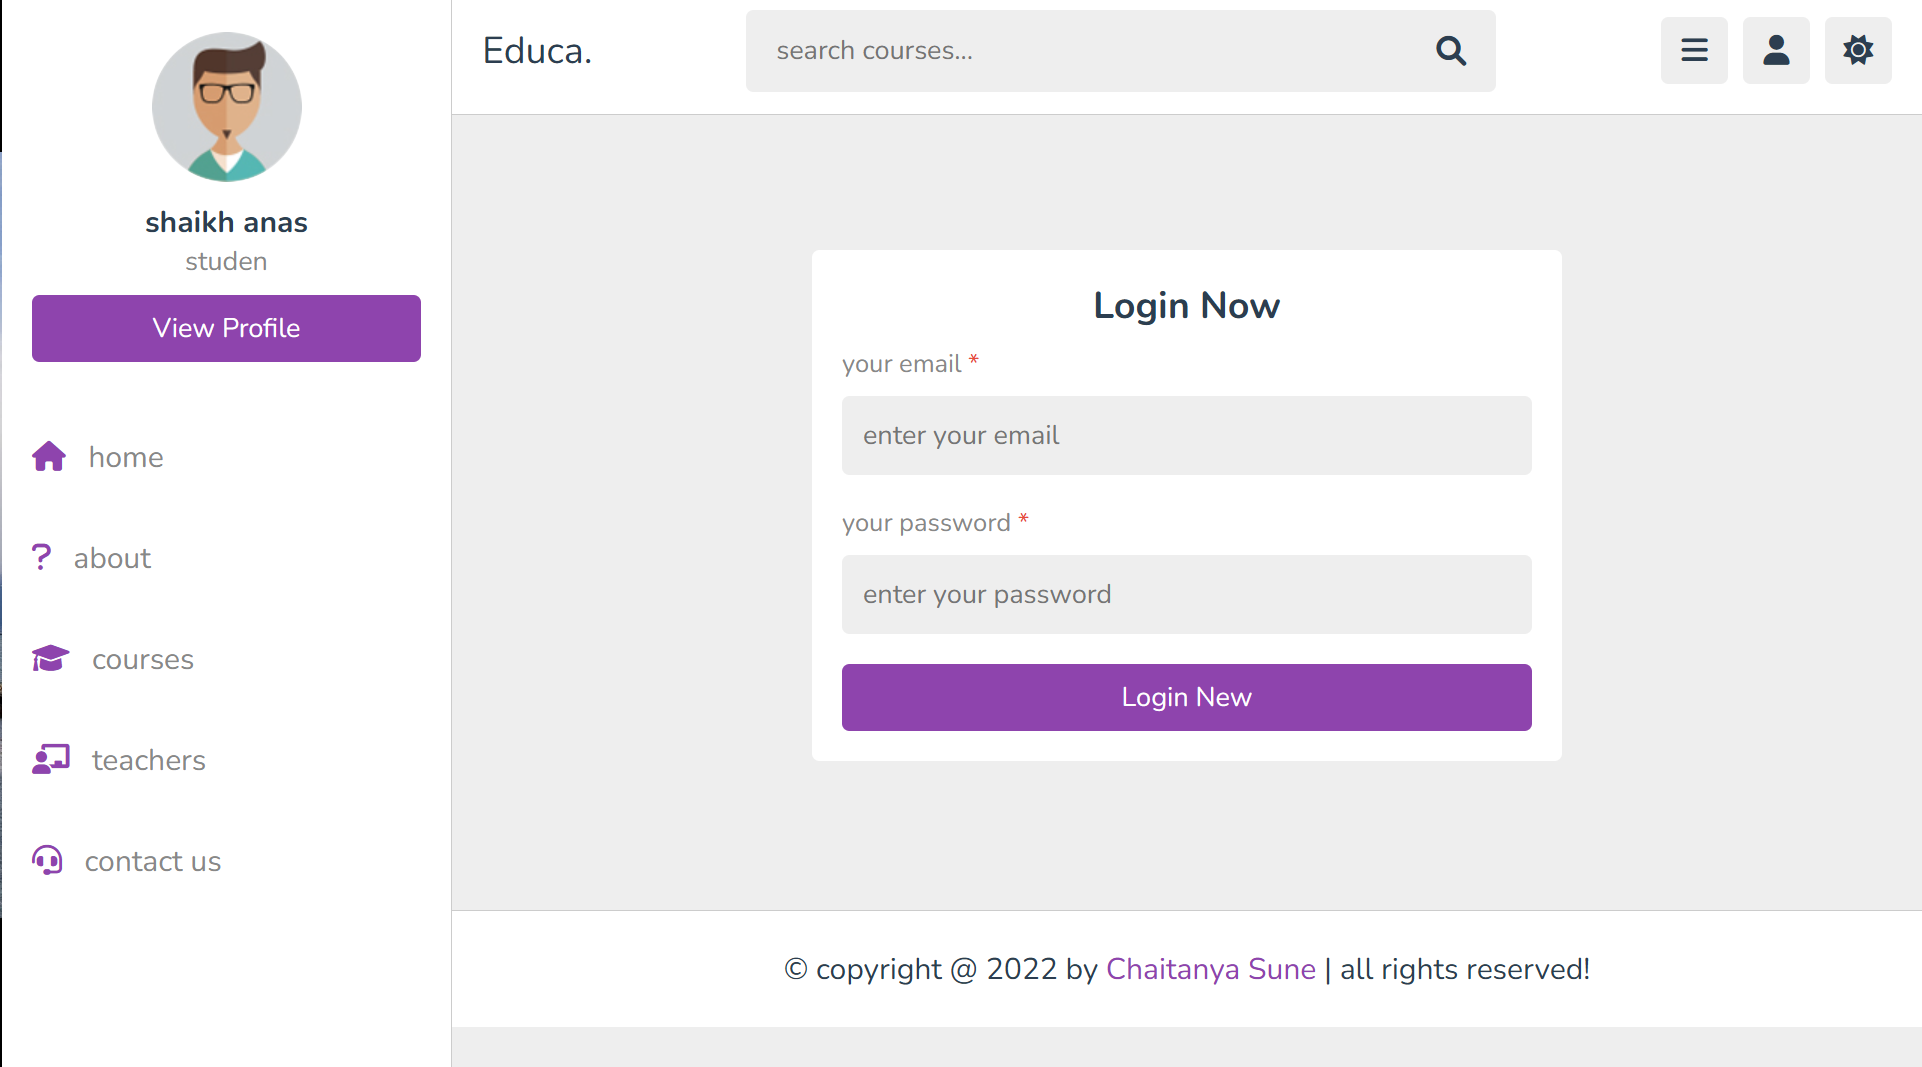 shaikh anas
studen
View Profile
home
about
courses
teachers
contact us
Educa.
search courses...
Login Now
your email *
enter your email
your password *
enter your password
Login New
© copyright @ 2022 by Chaitanya Sune | all rights reserved!